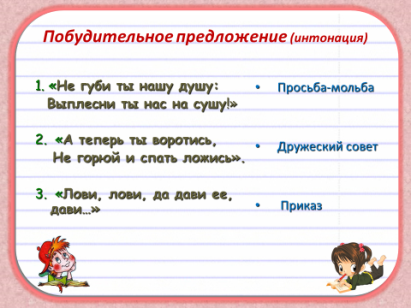 Побудительное предложение (интонация)
1. «Не губи ты нашу душу:
Выплесни ты нас на сушу!»
• Просьба-мольба
2. «А теперь ты воротись,
Не горюй и спать ложись».
• Дружеский совет
3. «Лови, лови, да дави ее,
дави…»
• Приказ